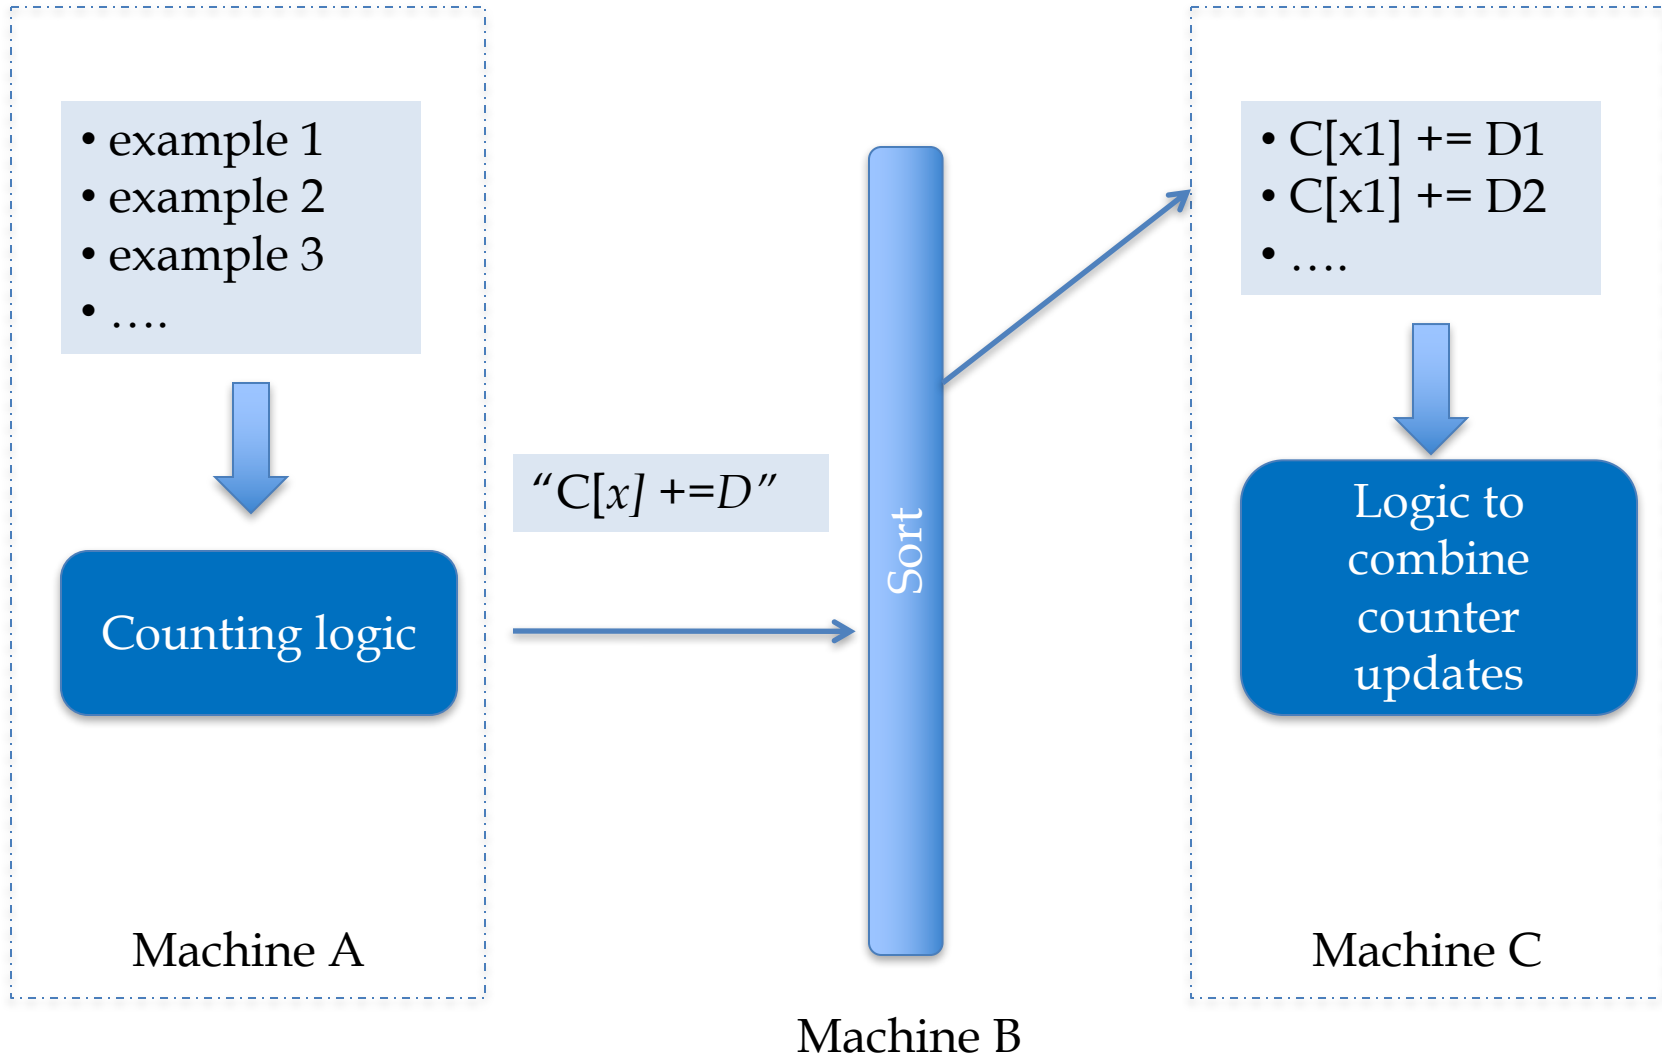 • example 1
• example 2
• example 3
• ….
Counting logic
Machine A
“C[x] +=D”
Sort
Machine B
• C[x1] += D1
• C[x1] += D2
• ….
Logic to
combine
counter
updates
Machine C